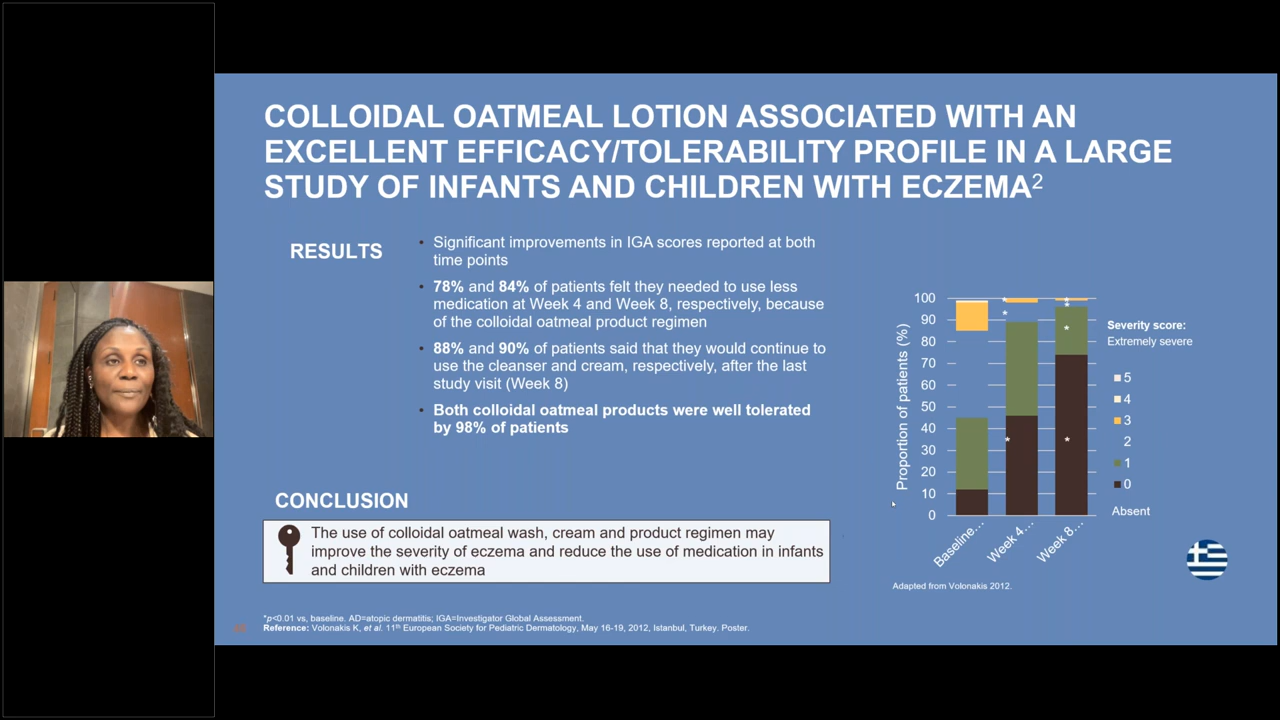 COLLOIDAL OATMEAL LOTION ASSOCIATED WITH AN
EXCELLENT EFFICACY/TOLERABILITY PROFILE IN A LARGE
STUDY OF INFANTS AND CHILDREN WITH ECZEMA2
RESULTS
• Significant improvements in IGA scores reported at both
time points
• 78% and 84% of patients felt they needed to use less
medication at Week 4 and Week 8, respectively, because
of the colloidal oatmeal product regimen
• 88% and 90% of patients said that they would continue to
use the cleanser and cream, respectively, after the last
study visit (Week 8)
• Both colloidal oatmeal products were well tolerated
by 98% of patients
CONCLUSION
The use of colloidal oatmeal wash, cream and product regimen may
improve the severity of eczema and reduce the use of medication in infants
and children with eczema
Proportion of patients (%)
100
90
80
70
60
50
40
30
20
10
0
* * * * * * *
Baseline...
Week 4...
Week 8...
Severity score:
Extremely severe
5
4
3
2
1
0
Absent
Adapted from Volonakis 2012.
*p<0.01 vs, baseline. AD=atopic dermatitis; IGA=Investigator Global Assessment.
Reference: Volonakis K, et al. 11th European Society for Pediatric Dermatology, May 16-19, 2012, Istanbul, Turkey. Poster.